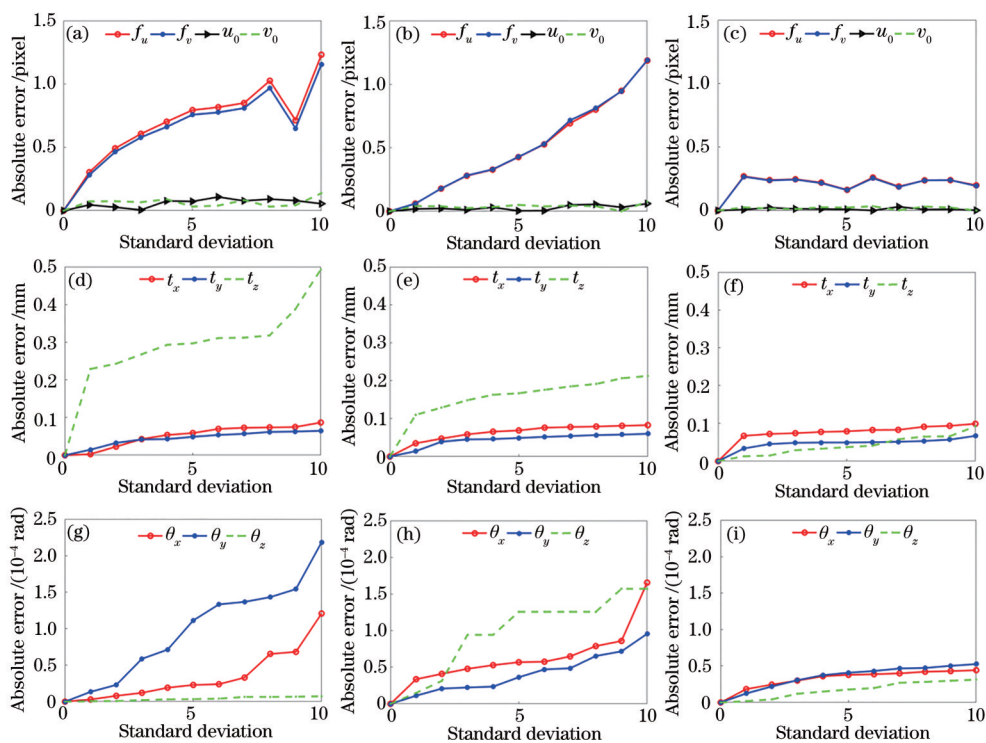 (a) f_u f_v u_0 v_0
Absolute error /pixel
1.5
1.0
0.5
0
0 5 10
Standard deviation
(b) f_u f_v u_0 v_0
Absolute error /pixel
1.5
1.0
0.5
0
0 5 10
Standard deviation
(c) f_u f_v u_0 v_0
Absolute error /pixel
1.5
1.0
0.5
0
0 5 10
Standard deviation
(d) t_x t_y t_z
Absolute error /mm
0.5
0.4
0.3
0.2
0.1
0
0 5 10
Standard deviation
(e) t_x t_y t_z
Absolute error /mm
0.5
0.4
0.3
0.2
0.1
0
0 5 10
Standard deviation
(f) t_x t_y t_z
Absolute error /mm
0.5
0.4
0.3
0.2
0.1
0
0 5 10
Standard deviation
(g) θ_x θ_y θ_z
Absolute error /(10⁻⁴ rad)
2.5
2.0
1.5
1.0
0.5
0
0 5 10
Standard deviation
(h) θ_x θ_y θ_z
Absolute error /(10⁻⁴ rad)
2.5
2.0
1.5
1.0
0.5
0
0 5 10
Standard deviation
(i) θ_x θ_y θ_z
Absolute error /(10⁻⁴ rad)
2.5
2.0
1.5
1.0
0.5
0
0 5 10
Standard deviation